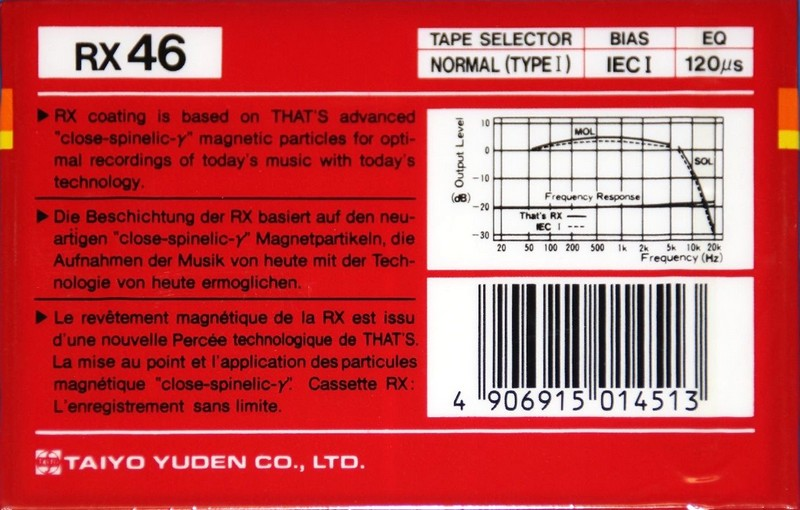 RX 46
TAPE SELECTOR BIAS EQ
NORMAL (TYPE I) IEC I 120μs
▶ RX coating is based on THAT'S advanced
"close-spinelic-γ" magnetic particles for opti-
mal recordings of today's music with today's
technology.
▶ Die Beschichtung der RX basiert auf den neu-
artigen "close-spinelic-γ" Magnetpartikeln, die
Aufnahmen der Musik von heute mit der Tech-
nologie von heute ermoglichen.
▶ Le revêtement magnétique de la RX est issu
d'une nouvelle Percée technologique de THAT'S.
La mise au point et l'application des particules
magnétique "close-spinelic-γ". Cassette RX:
L'enregistrement sans limite.
Output Level
(dB)
10
0
-10
-20
-30
MOL
SOL
Frequency Response
That's RX
IEC I
20 50 100 200 500 1k 2k 5k 10k 20k
Frequency (Hz)
4 906915 014513
TAIYO YUDEN CO., LTD.